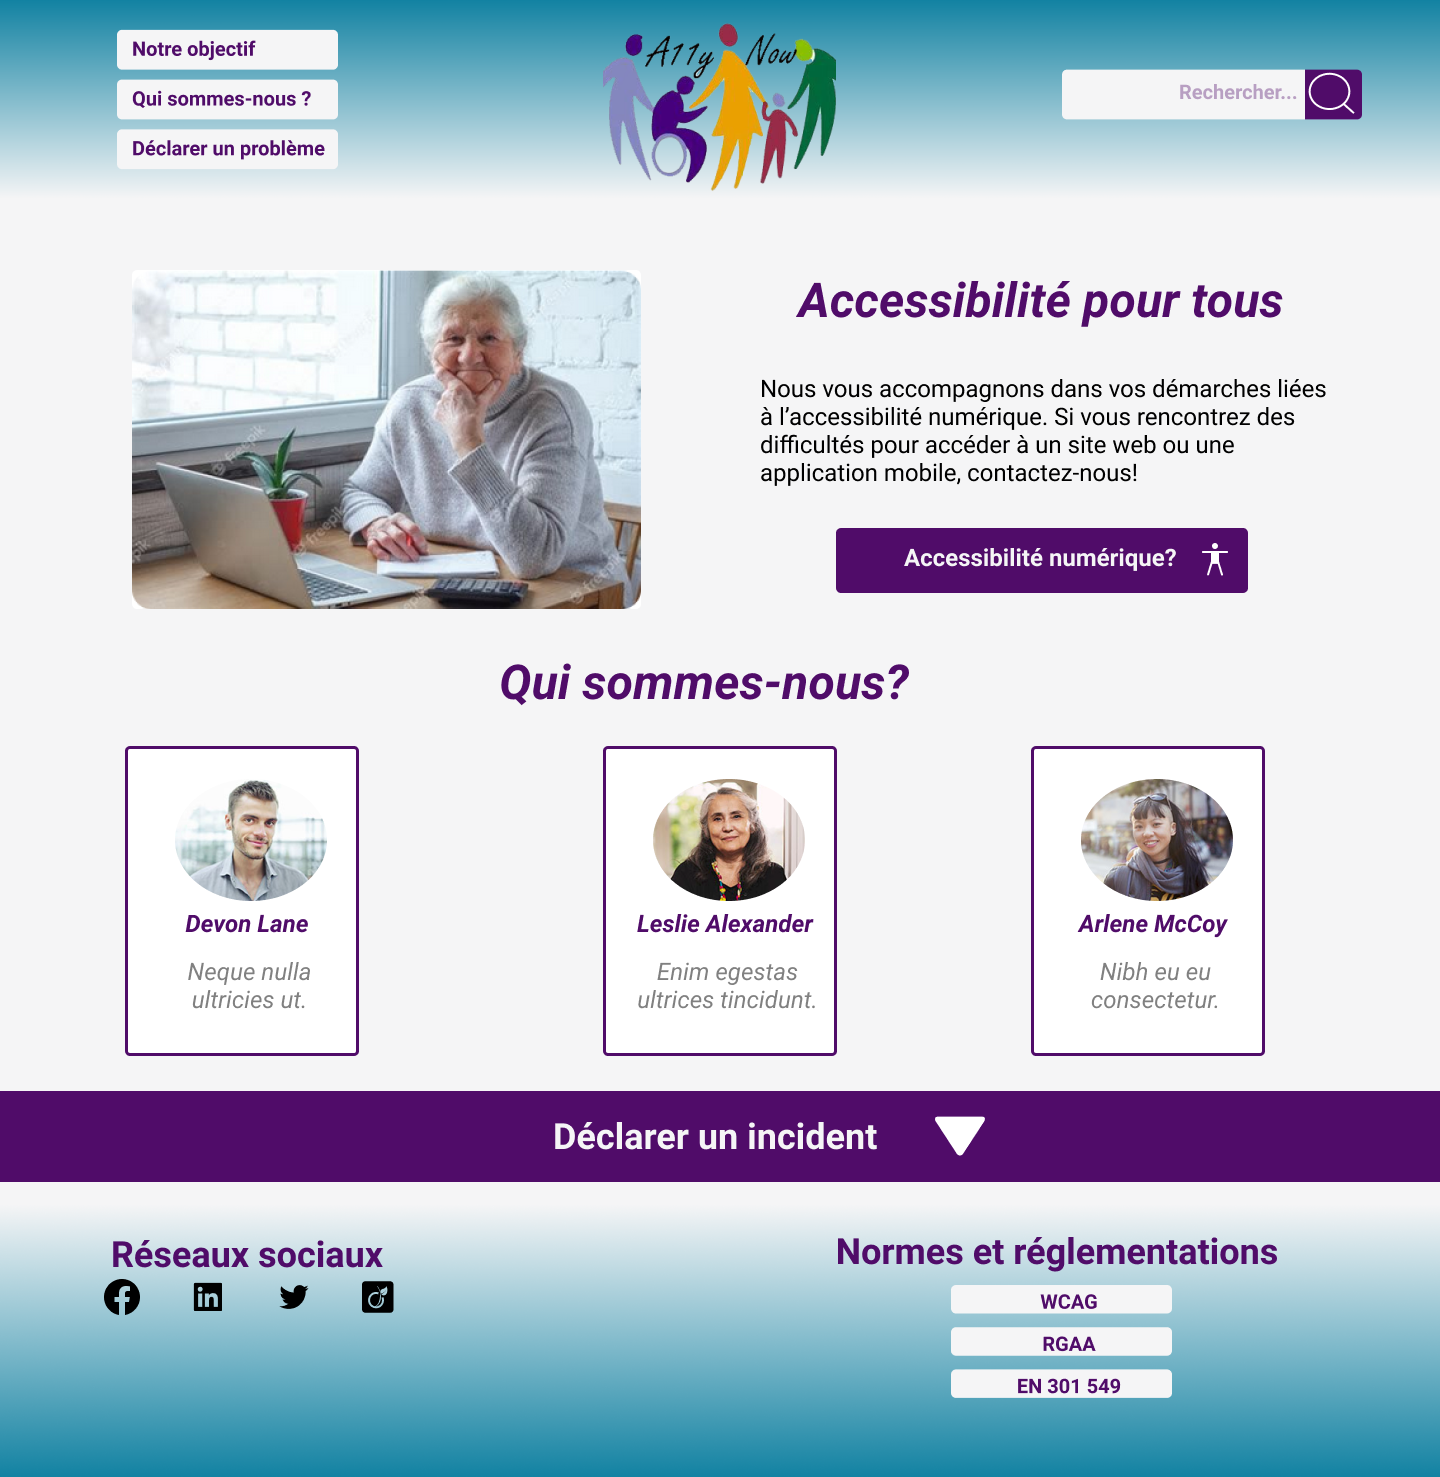 Notre objectif
Qui sommes-nous ?
Déclarer un problème
A11y Now
Rechercher...
Accessibilité pour tous
Nous vous accompagnons dans vos démarches liées
à l’accessibilité numérique. Si vous rencontrez des
difficultés pour accéder à un site web ou une
application mobile, contactez-nous!
Accessibilité numérique?
Qui sommes-nous?
Devon Lane
Neque nulla
ultricies ut.
Leslie Alexander
Enim egestas
ultrices tincidunt.
Arlene McCoy
Nibh eu eu
consectetur.
Déclarer un incident
Réseaux sociaux
Normes et réglementations
WCAG
RGAA
EN 301 549